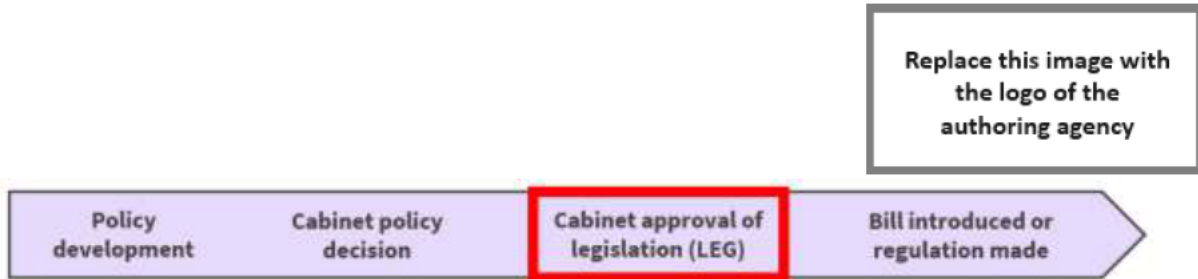 Replace this image with
the logo of the
authoring agency
Policy
development
Cabinet policy
decision
Cabinet approval of
legislation (LEG)
Bill introduced or
regulation made